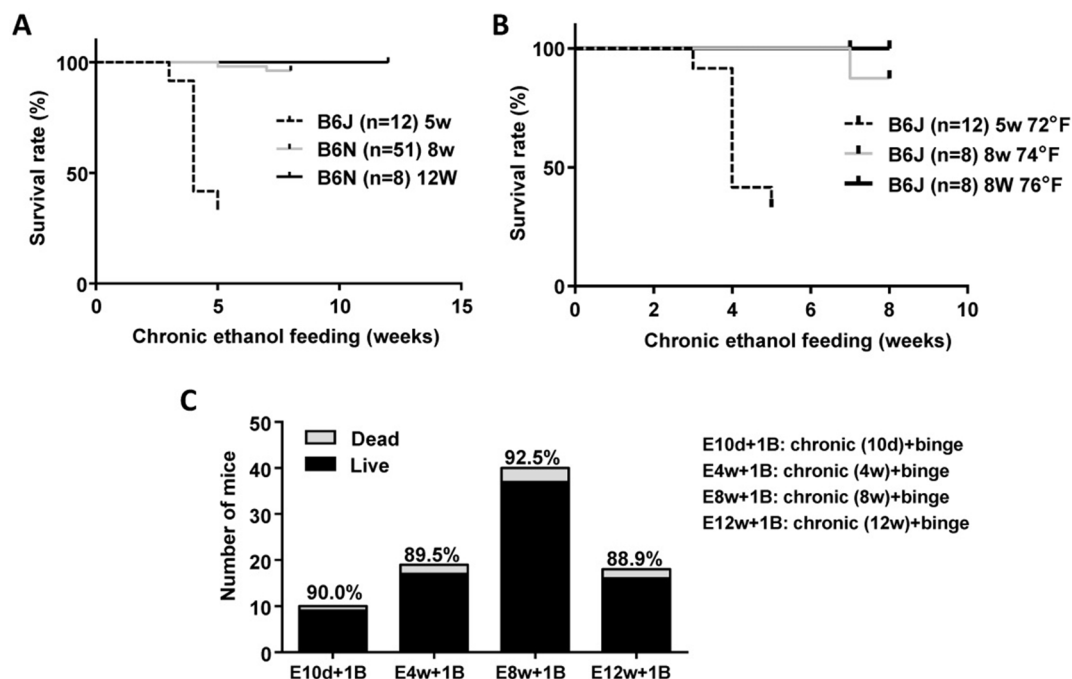 A
Survival rate (%)
100
50
0
0
5
10
15
Chronic ethanol feeding (weeks)
B6J (n=12) 5w
B6N (n=51) 8w
B6N (n=8) 12W
B
Survival rate (%)
100
50
0
0
2
4
6
8
10
Chronic ethanol feeding (weeks)
B6J (n=12) 5w 72°F
B6J (n=8) 8w 74°F
B6J (n=8) 8W 76°F
C
Number of mice
50
40
30
20
10
0
Dead
Live
90.0%
89.5%
92.5%
88.9%
E10d+1B
E4w+1B
E8w+1B
E12w+1B
E10d+1B: chronic (10d)+binge
E4w+1B: chronic (4w)+binge
E8w+1B: chronic (8w)+binge
E12w+1B: chronic (12w)+binge